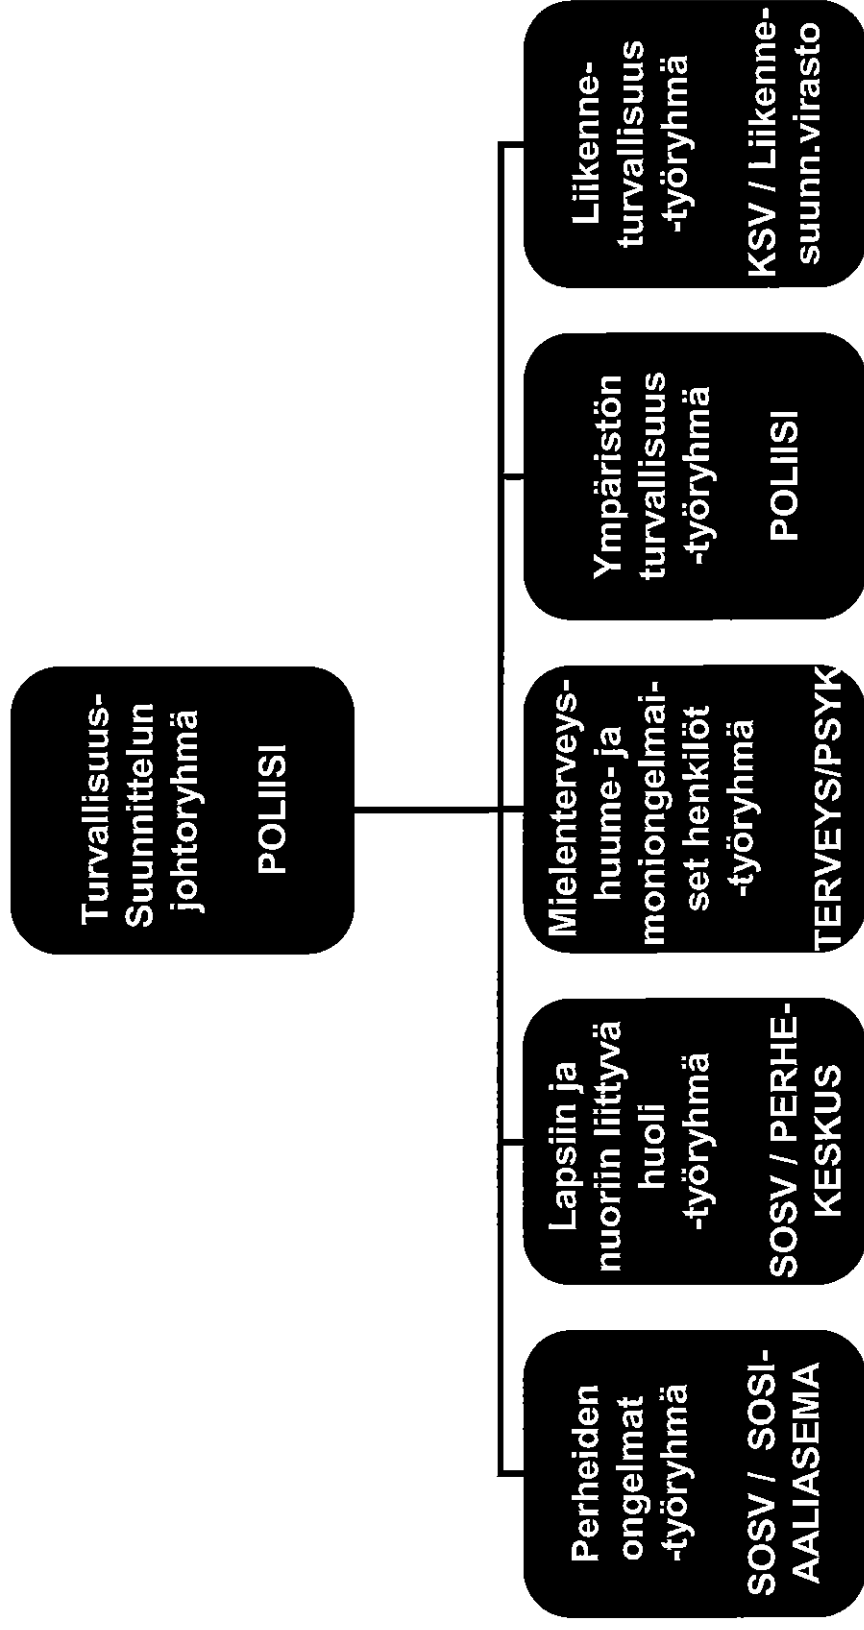 Turvallisuus-
Suunnittelun
johtoryhmä
POLIISI
Perheiden
ongelmat
-työryhmä
SOSV / SOSI-
AALIASEMA
Lapsiin ja
nuoriin liittyvä
huoli
-työryhmä
SOSV / PERHE-
KESKUS
Mielenterveys-
huume- ja
moniongelmai-
set henkilöt
-työryhmä
TERVEYS/PSYK
Ympäristön
turvallisuus
-työryhmä
POLIISI
Liikenne-
turvallisuus
-työryhmä
KSV / Liikenne-
suunn.virasto